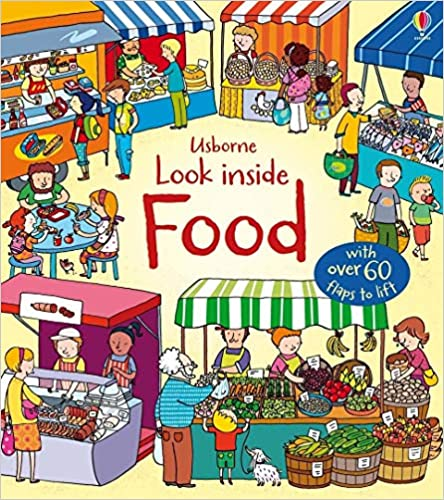 Usborne
Look inside
Food
with
over 60
flaps to lift